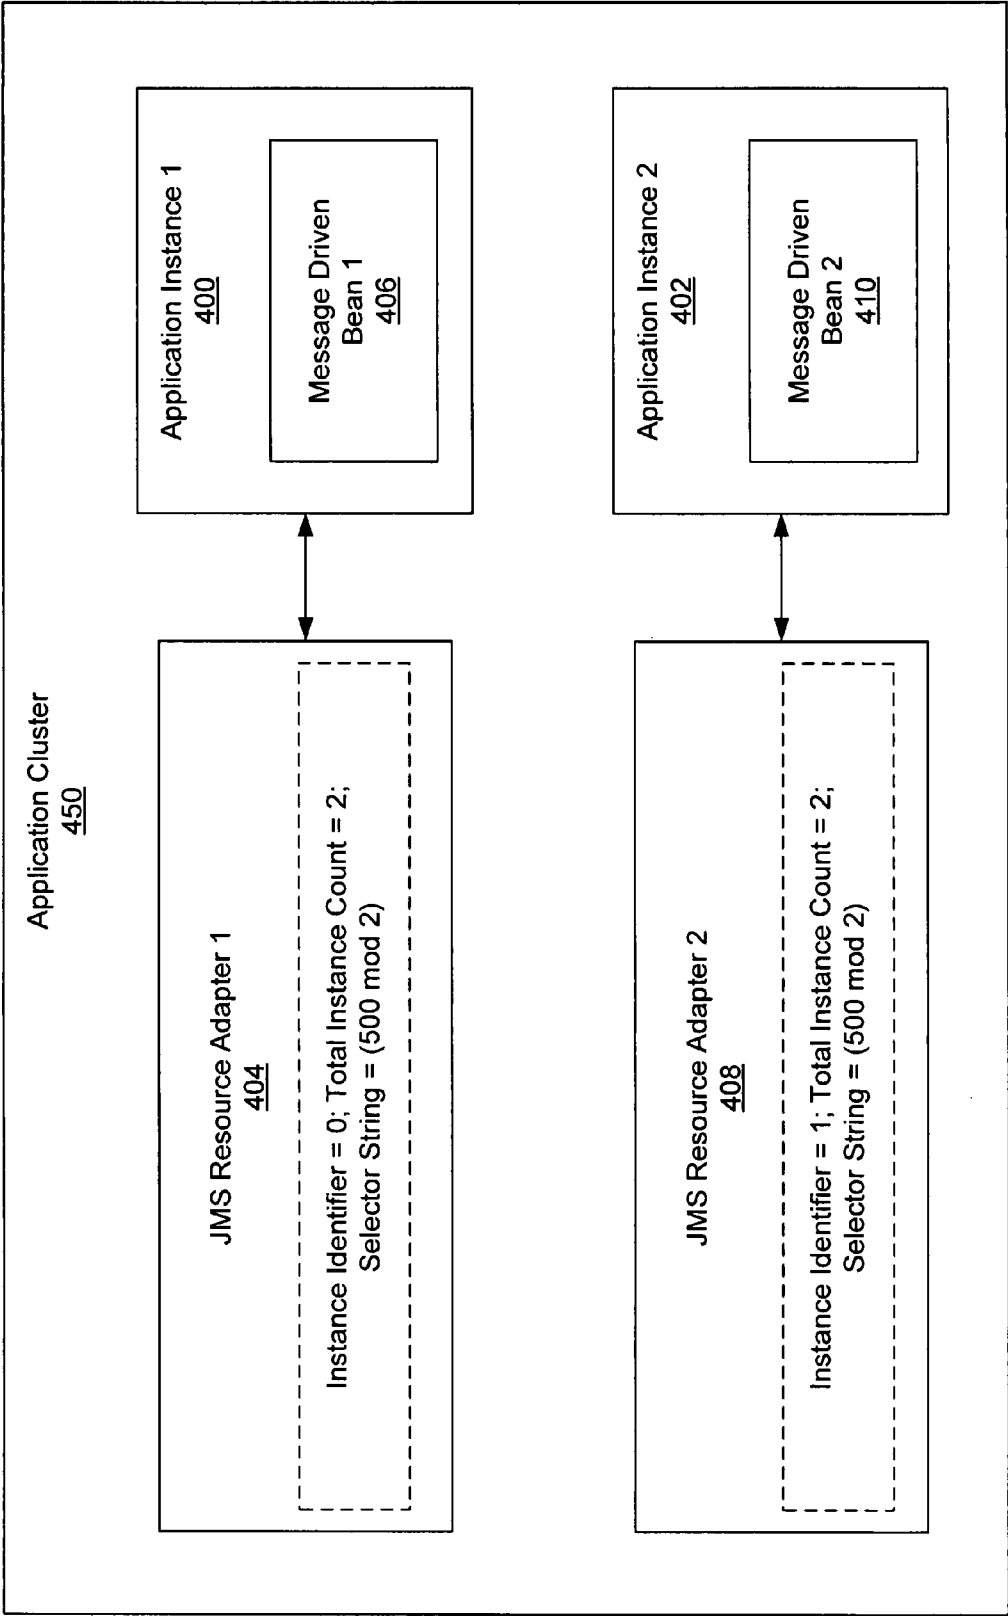 Application Cluster
450
JMS Resource Adapter 1
404
Instance Identifier = 0; Total Instance Count = 2;
Selector String = (500 mod 2)
Application Instance 1
400
Message Driven
Bean 1
406
JMS Resource Adapter 2
408
Instance Identifier = 1; Total Instance Count = 2;
Selector String = (500 mod 2)
Application Instance 2
402
Message Driven
Bean 2
410